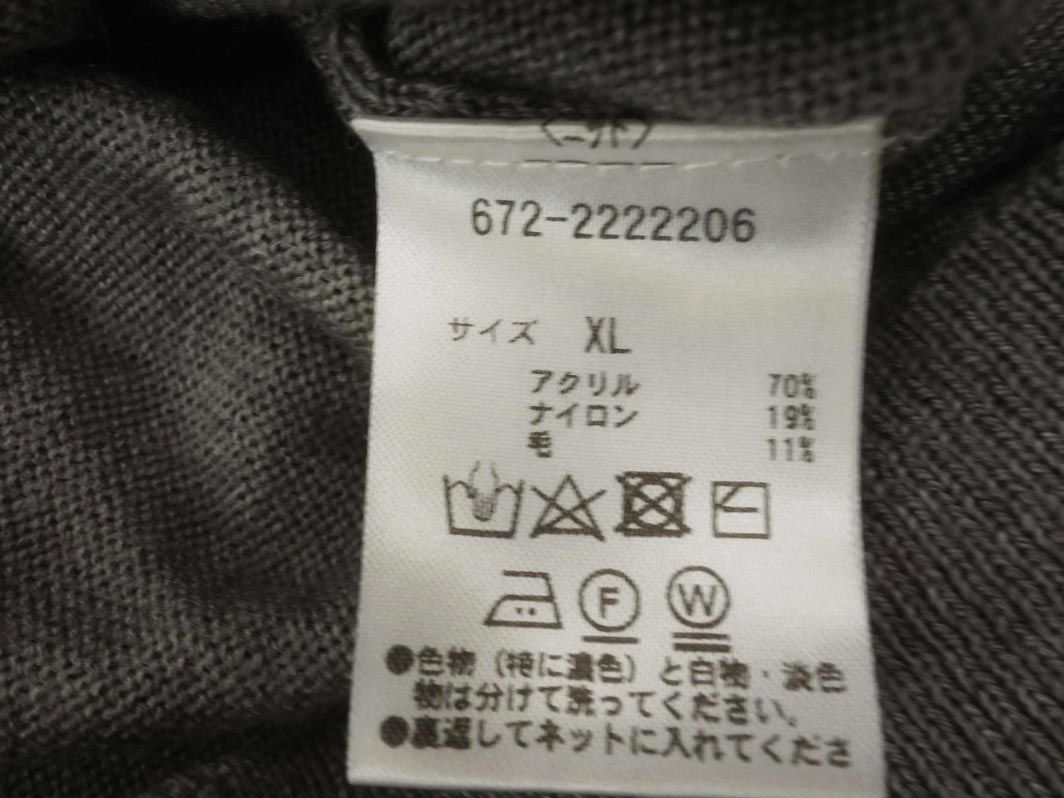 672-2222206
サイズ XL
アクリル 70%
ナイロン 19%
毛 11%
F W
●色物（特に濃色）と白物・淡色
物は分けて洗ってください。
●裏返してネットに入れてくださ